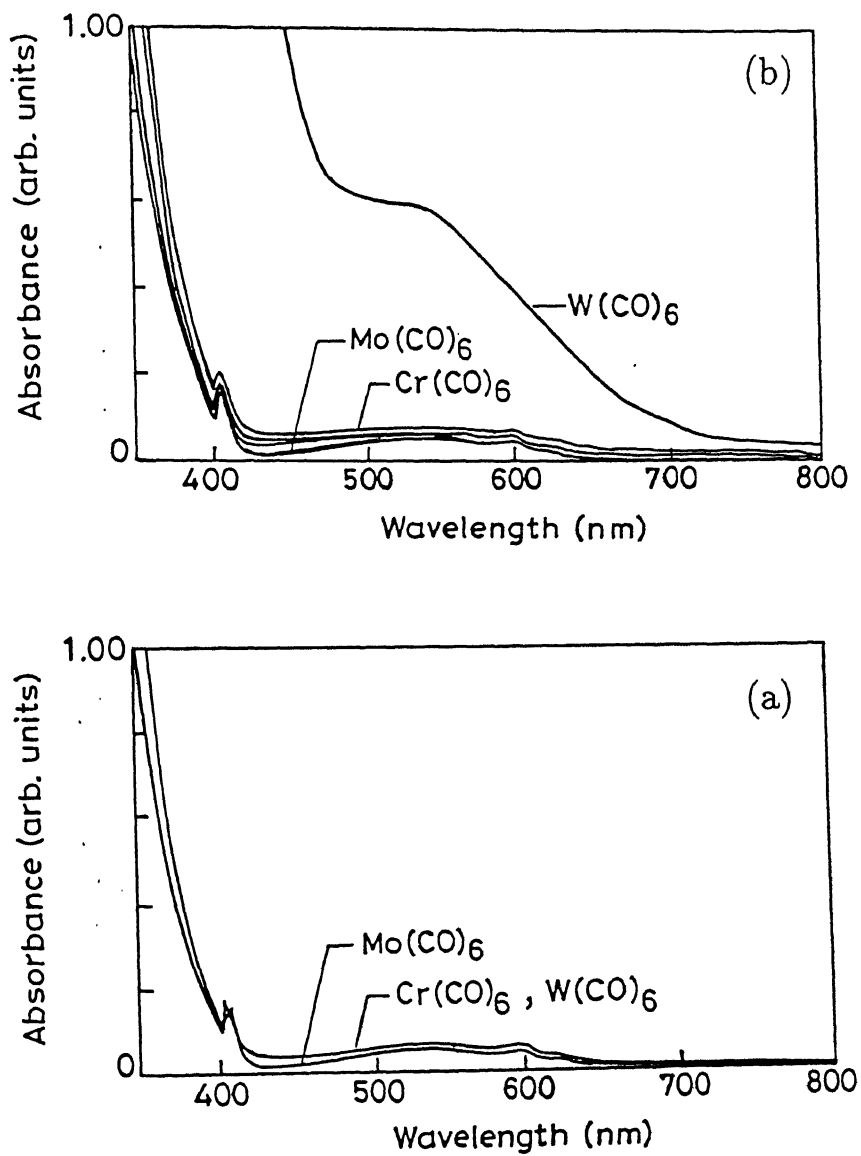 1.00
(b)
Absorbance (arb. units)
W(CO)6
Mo(CO)6
Cr(CO)6
0
400 500 600 700 800
Wavelength (nm)
1.00
(a)
Absorbance (arb. units)
Mo(CO)6
Cr(CO)6 , W(CO)6
0
400 500 600 700 800
Wavelength (nm)